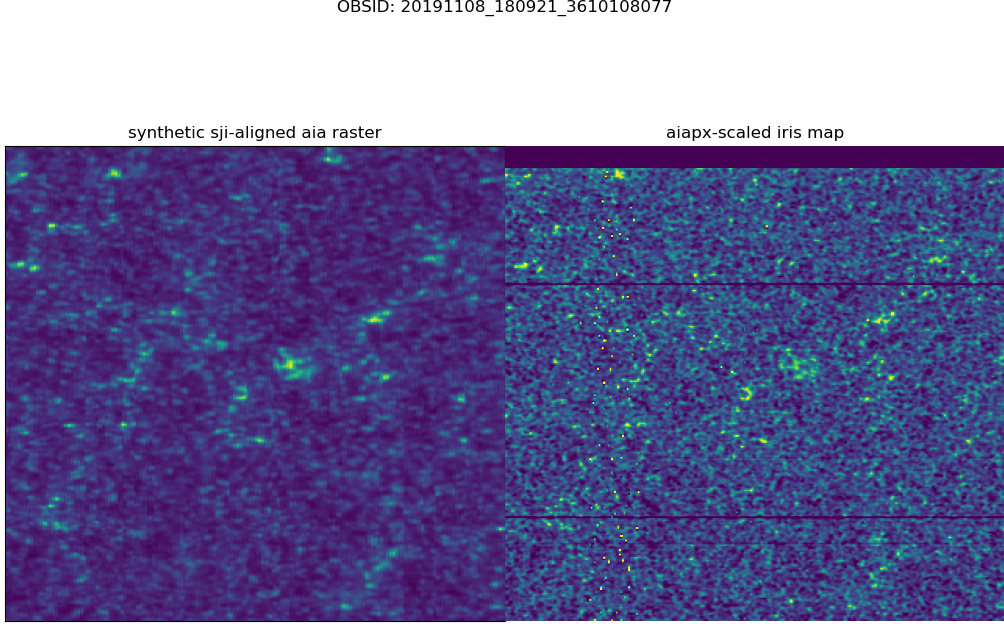 OBSID: 20191108_180921_3610108077
synthetic sji-aligned aia raster
aiapx-scaled iris map